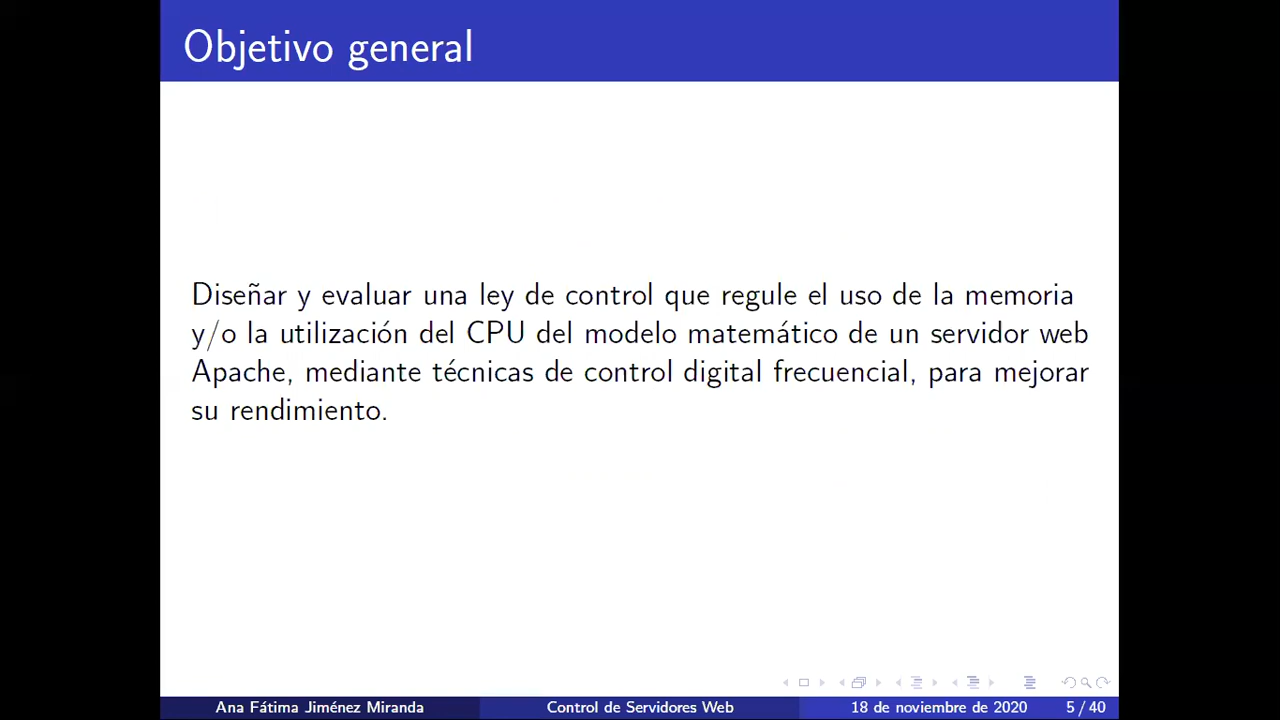 Objetivo general
Diseñar y evaluar una ley de control que regule el uso de la memoria
y/o la utilización del CPU del modelo matemático de un servidor web
Apache, mediante técnicas de control digital frecuencial, para mejorar
su rendimiento.
Ana Fátima Jiménez Miranda Control de Servidores Web 18 de noviembre de 2020 5 / 40